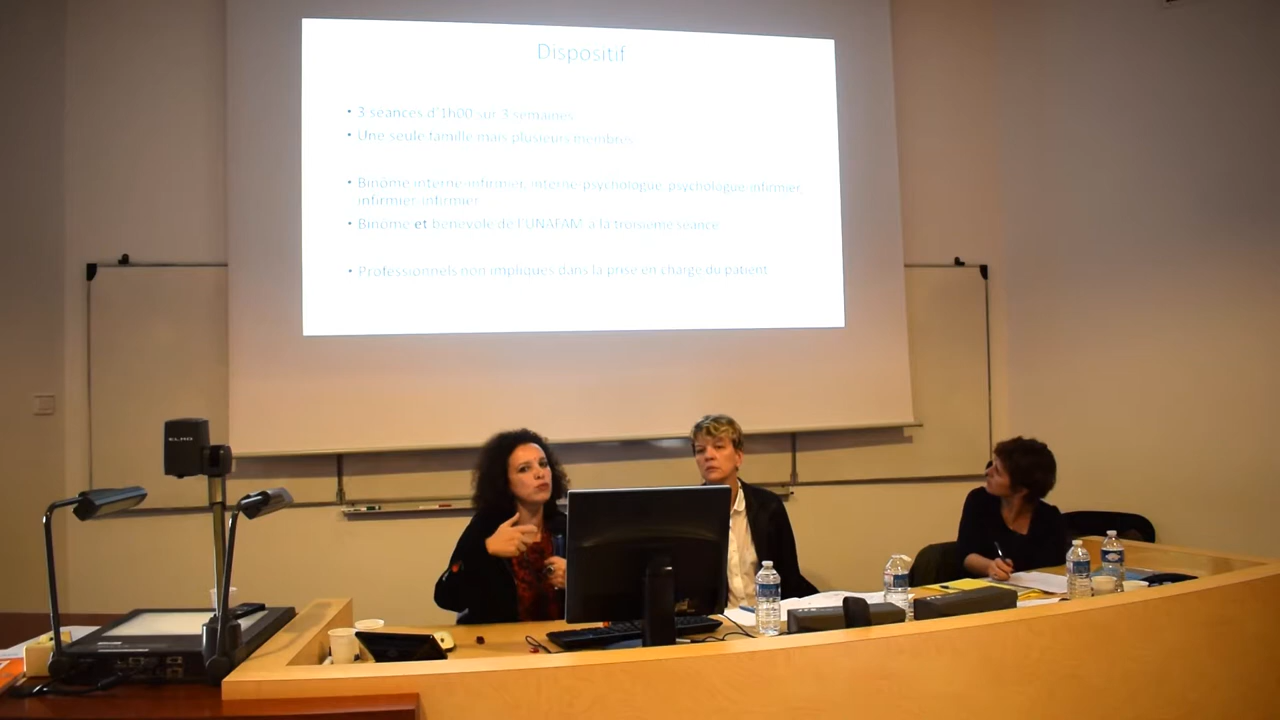 Dispositif
• 3 séances d'1h00 sur 3 semaines
• Une seule famille mais plusieurs membres
• Binôme interne-infirmier, interne-psychologue, psychologue-infirmier,
infirmier-infirmier
• Binôme et bénévole de l'UNAFAM à la troisième séance
• Professionnels non impliqués dans la prise en charge du patient
ELMO